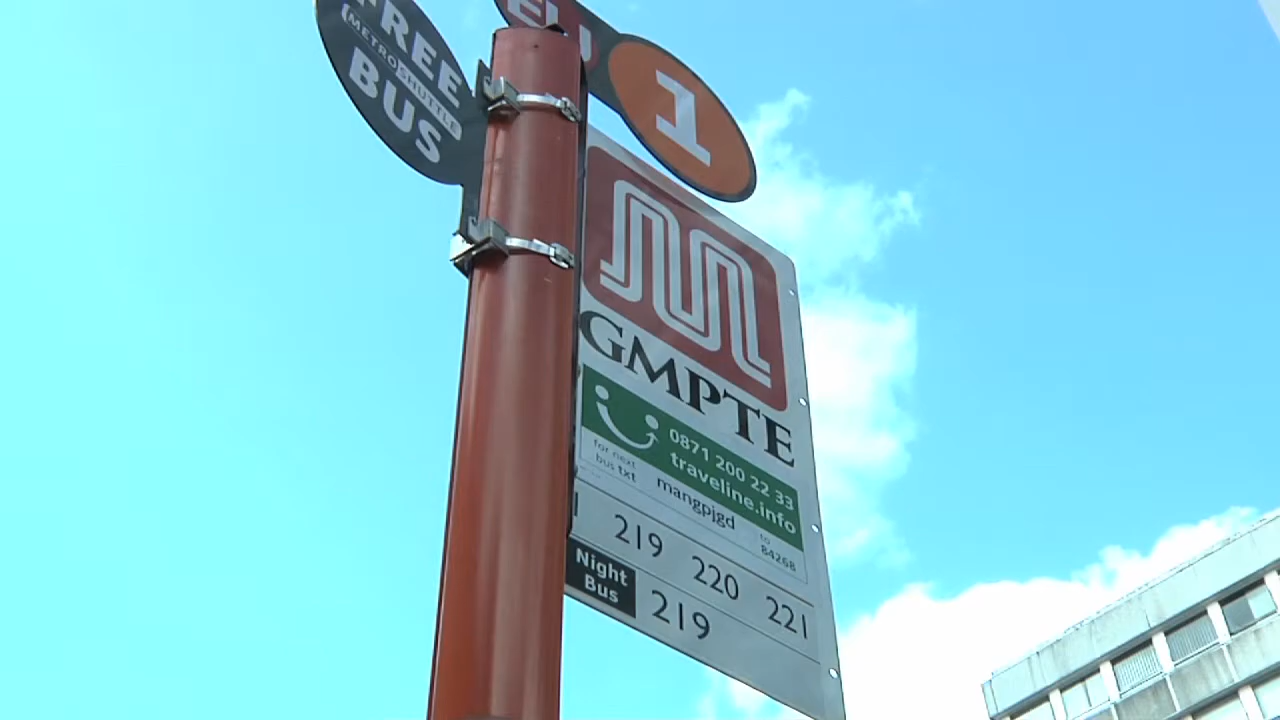 FREE
METROSHUTTLE
BUS
1
GMPTE
0871 200 22 33
traveline.info
for next
bus txt
mangpjgd
to
84268
219 220 221
Night
Bus
219